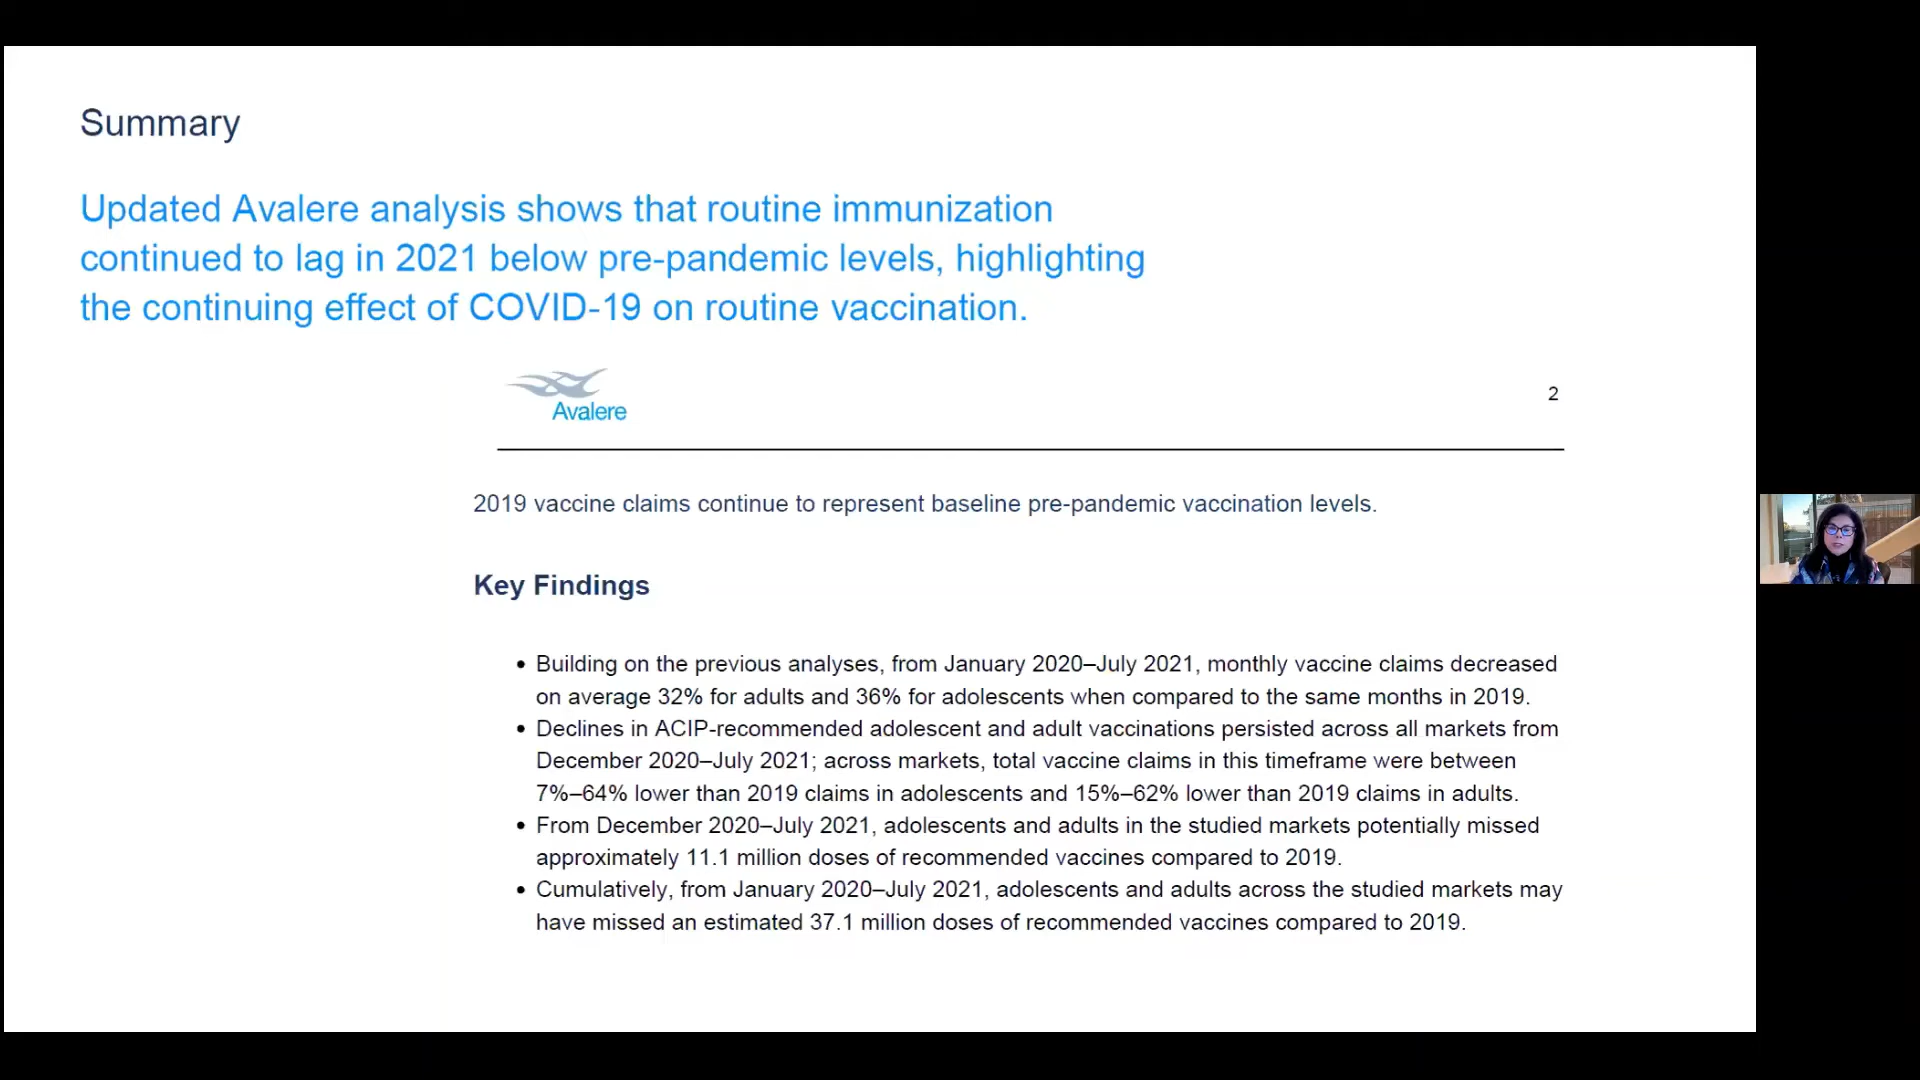 Summary
Updated Avalere analysis shows that routine immunization
continued to lag in 2021 below pre-pandemic levels, highlighting
the continuing effect of COVID-19 on routine vaccination.
Avalere
2
2019 vaccine claims continue to represent baseline pre-pandemic vaccination levels.
Key Findings
• Building on the previous analyses, from January 2020–July 2021, monthly vaccine claims decreased
on average 32% for adults and 36% for adolescents when compared to the same months in 2019.
• Declines in ACIP-recommended adolescent and adult vaccinations persisted across all markets from
December 2020–July 2021; across markets, total vaccine claims in this timeframe were between
7%–64% lower than 2019 claims in adolescents and 15%–62% lower than 2019 claims in adults.
• From December 2020–July 2021, adolescents and adults in the studied markets potentially missed
approximately 11.1 million doses of recommended vaccines compared to 2019.
• Cumulatively, from January 2020–July 2021, adolescents and adults across the studied markets may
have missed an estimated 37.1 million doses of recommended vaccines compared to 2019.